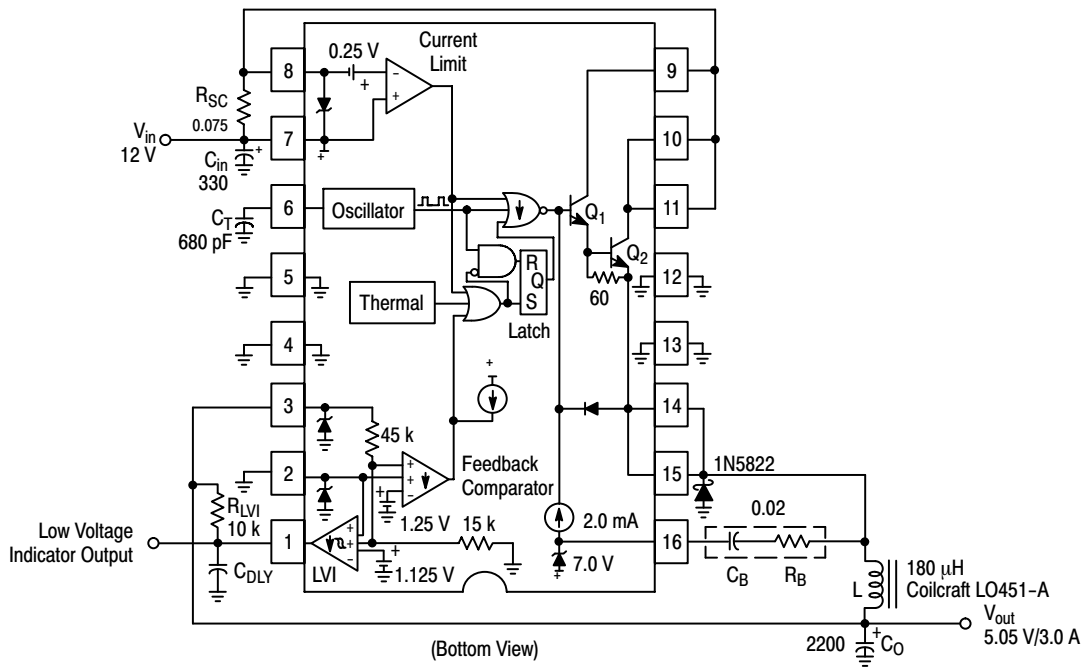 Current
Limit
8
0.25 V
+
−
+
9
RSC
0.075
Vin
12 V
7
+
+
Cin
330
10
6
Oscillator
Q1
11
CT
680 pF
5
Q2
R
Q
S
60
12
Thermal
Latch
4
13
+
3
14
45 k
Feedback
Comparator
1N5822
2
+
+
−
+
15
RLVI
10 k
1.25 V
15 k
2.0 mA
0.02
Low Voltage
Indicator Output
1
+
+
−
+
16
CDLY
LVI
1.125 V
7.0 V
+
CB
RB
180 μH
Coilcraft LO451−A
L
Vout
5.05 V/3.0 A
(Bottom View)
2200
+
CO